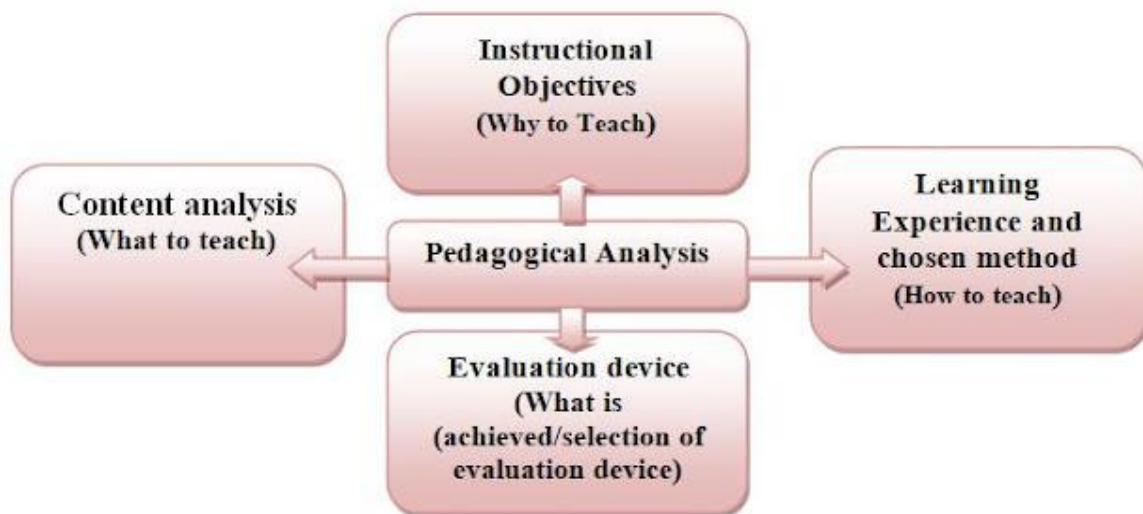 Instructional
Objectives
(Why to Teach)
Content analysis
(What to teach)
Pedagogical Analysis
Learning
Experience and
chosen method
(How to teach)
Evaluation device
(What is
(achieved/selection of
evaluation device)